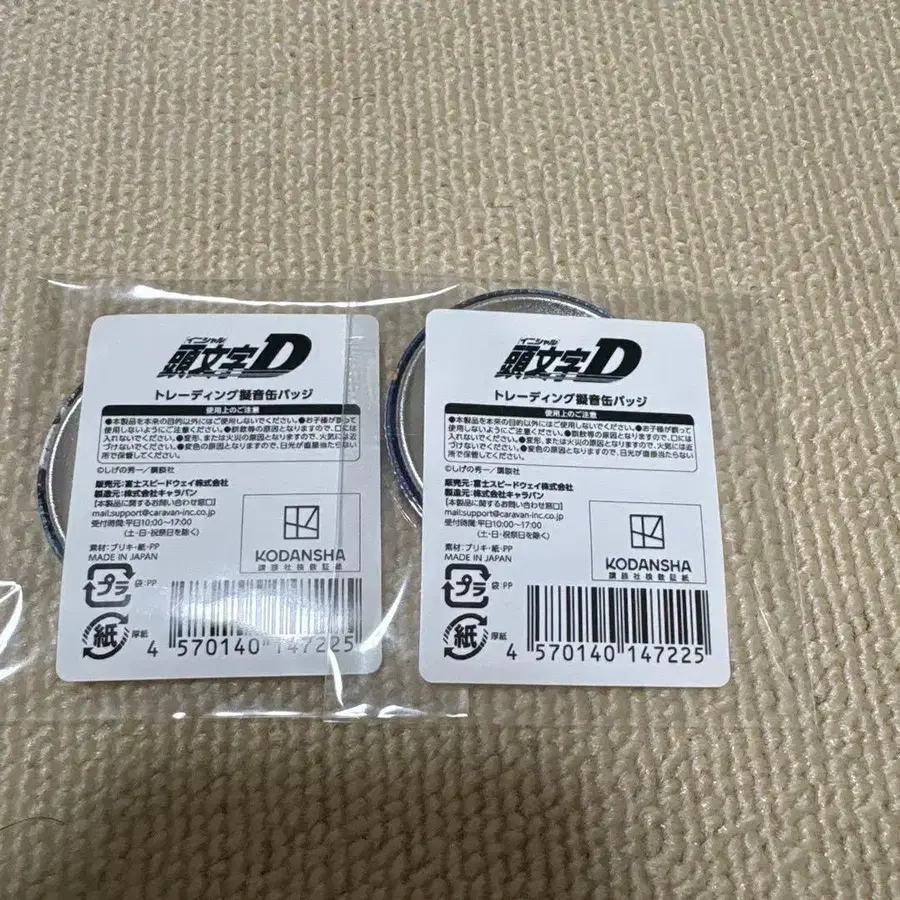 イニシャル
頭文字D
トレーディング擬音缶バッジ
使用上のご注意
●本製品を本来の目的以外にはご使用しないでください。●お子様が誤って
使用しないようにご注意ください。●誤飲等の原因となりますので、口には
入れないでください。●変形、または火災の原因となりますので、火気には近
づけないでください。●変色の原因となりますので、日光が直接当たらない
所で保管してください。
©しげの秀一/講談社
販売元:富士スピードウェイ株式会社
製造元:株式会社キャラバン
【本製品に関するお問い合わせ窓口】
mail:support@caravan-inc.co.jp
受付時間:平日10:00~17:00
(土・日・祝祭日を除く)
素材:ブリキ・紙・PP
MADE IN JAPAN
KODANSHA
講談社検数証紙
プラ
袋:PP
紙
厚紙
4 570140 147225
イニシャル
頭文字D
トレーディング擬音缶バッジ
使用上のご注意
●本製品を本来の目的以外にはご使用しないでください。●お子様が誤って
使用しないようにご注意ください。●誤飲等の原因となりますので、口には
入れないでください。●変形、または火災の原因となりますので、火気には近
づけないでください。●変色の原因となりますので、日光が直接当たらない
所で保管してください。
©しげの秀一/講談社
販売元:富士スピードウェイ株式会社
製造元:株式会社キャラバン
【本製品に関するお問い合わせ窓口】
mail:support@caravan-inc.co.jp
受付時間:平日10:00~17:00
(土・日・祝祭日を除く)
素材:ブリキ・紙・PP
MADE IN JAPAN
KODANSHA
講談社検数証紙
プラ
袋:PP
紙
厚紙
4 570140 147225